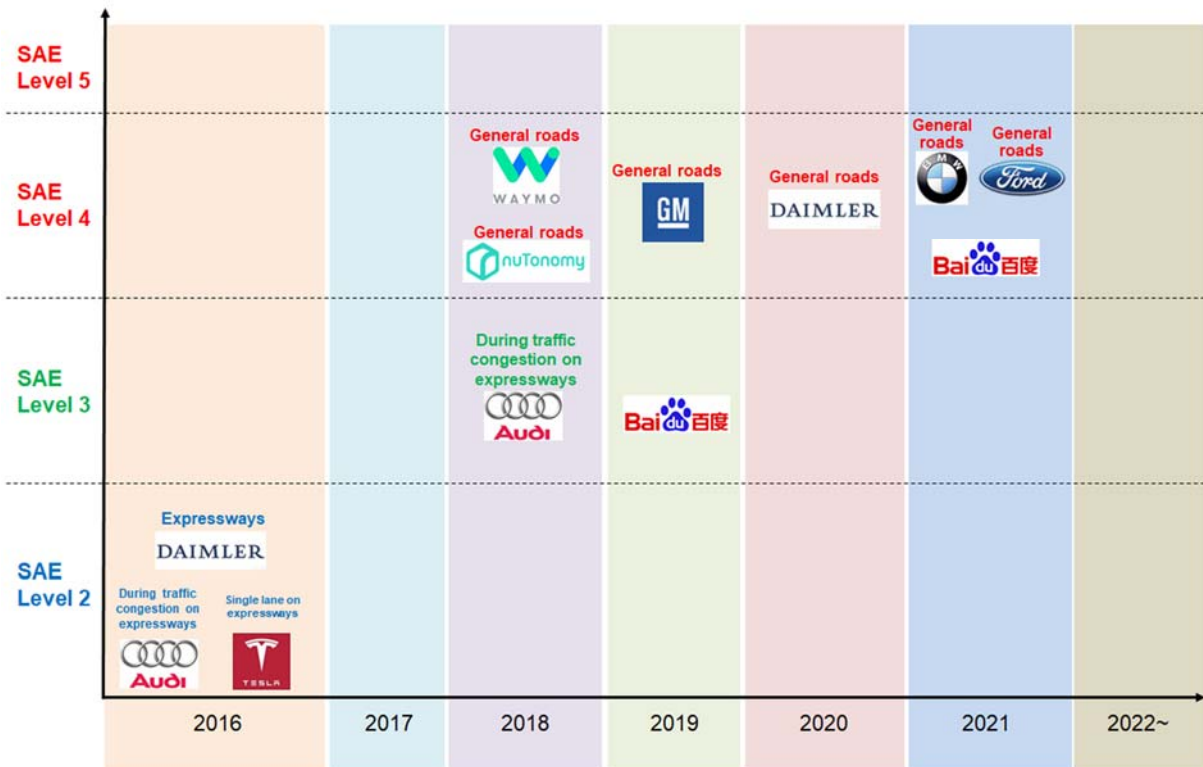 SAE
Level 5
General roads
WAYMO
General roads
nuTonomy
General roads
GM
General roads
DAIMLER
General
roads
BMW
General
roads
Ford
Bai du 百度
SAE
Level 4
During traffic
congestion on
expressways
Audi
Bai du 百度
SAE
Level 3
Expressways
DAIMLER
During traffic
congestion on
expressways
Audi
Single lane on
expressways
TESLA
SAE
Level 2
2016
2017
2018
2019
2020
2021
2022~